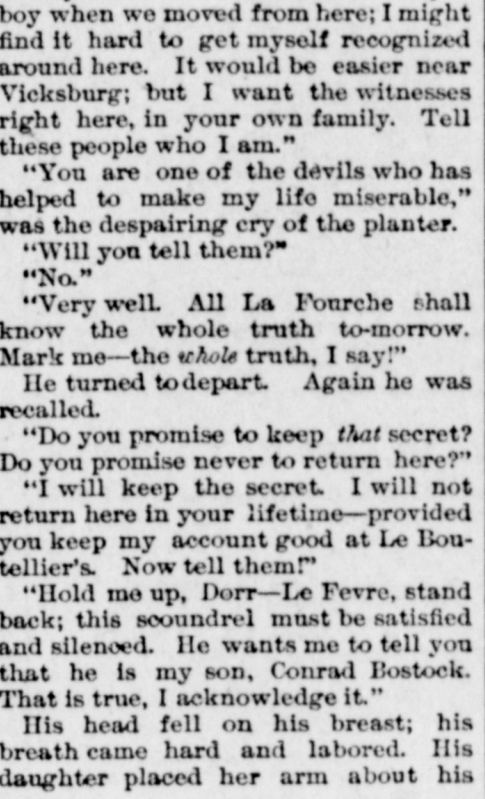 boy when we moved from here; I might
find it hard to get myself recognized
around here. It would be easier near
Vicksburg; but I want the witnesses
right here, in your own family. Tell
these people who I am."
"You are one of the devils who has
helped to make my life miserable,"
was the despairing cry of the planter.
"Will you tell them?"
"No."
"Very well. All La Fourche shall
know the whole truth to-morrow.
Mark me—the whole truth, I say!"
He turned to depart. Again he was
recalled.
"Do you promise to keep that secret?
Do you promise never to return here?"
"I will keep the secret. I will not
return here in your lifetime—provided
you keep my account good at Le Bou-
tellier's. Now tell them!"
"Hold me up, Dorr—Le Fevre, stand
back; this scoundrel must be satisfied
and silenced. He wants me to tell you
that he is my son, Conrad Bostock.
That is true, I acknowledge it."
His head fell on his breast; his
breath came hard and labored. His
daughter placed her arm about his